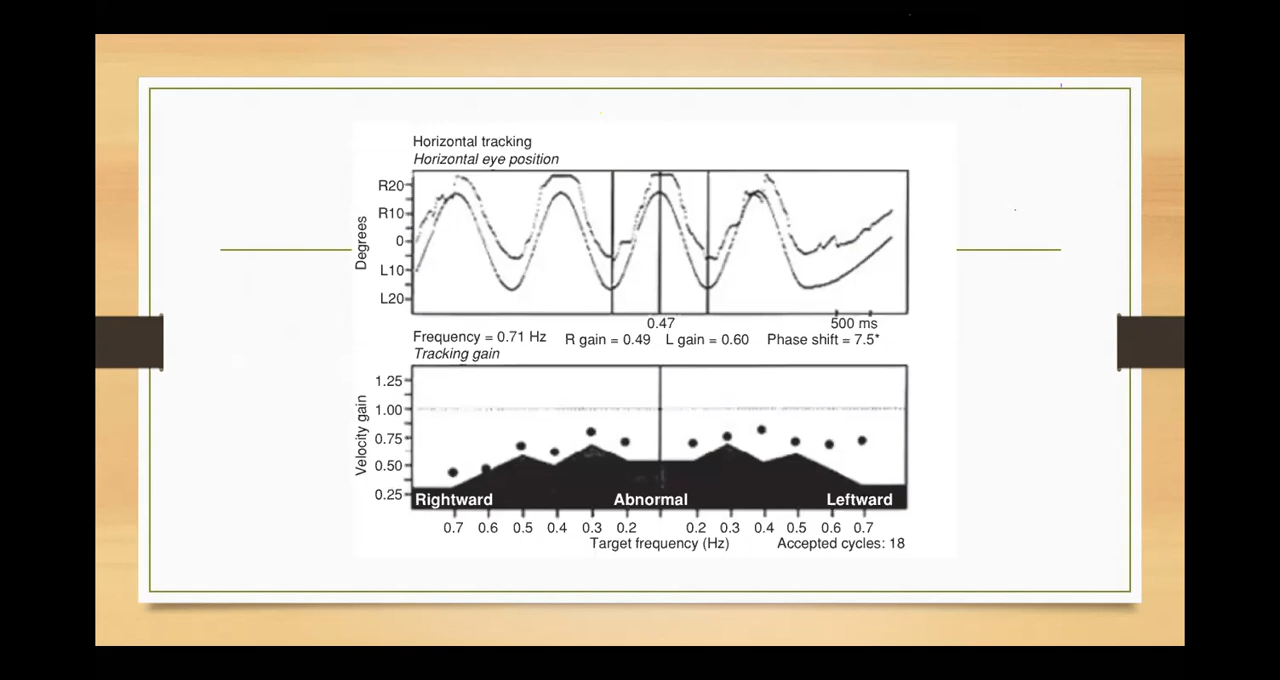 Horizontal tracking
Horizontal eye position
Degrees
R20
R10
0
L10
L20
0.47
500 ms
Frequency = 0.71 Hz R gain = 0.49 L gain = 0.60 Phase shift = 7.5*
Tracking gain
Velocity gain
1.25
1.00
0.75
0.50
0.25
Rightward Abnormal Leftward
0.7 0.6 0.5 0.4 0.3 0.2 0.2 0.3 0.4 0.5 0.6 0.7
Target frequency (Hz) Accepted cycles: 18